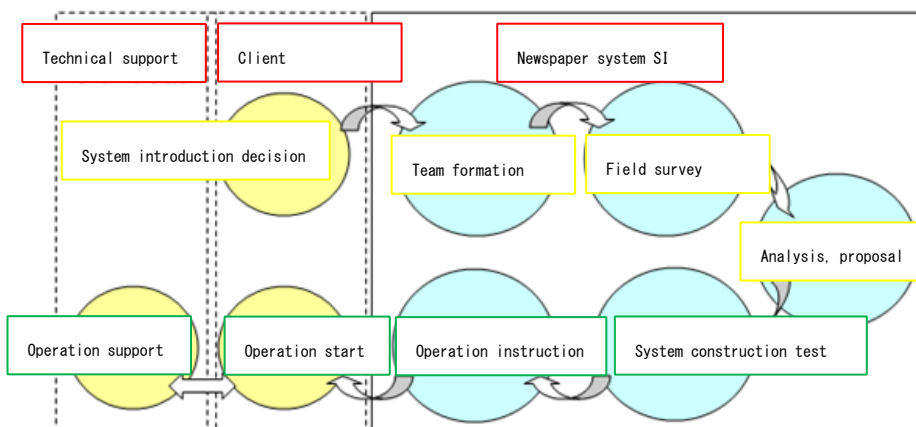 Technical support
Client
Newspaper system SI
System introduction decision
Team formation
Field survey
Analysis, proposal
Operation support
Operation start
Operation instruction
System construction test